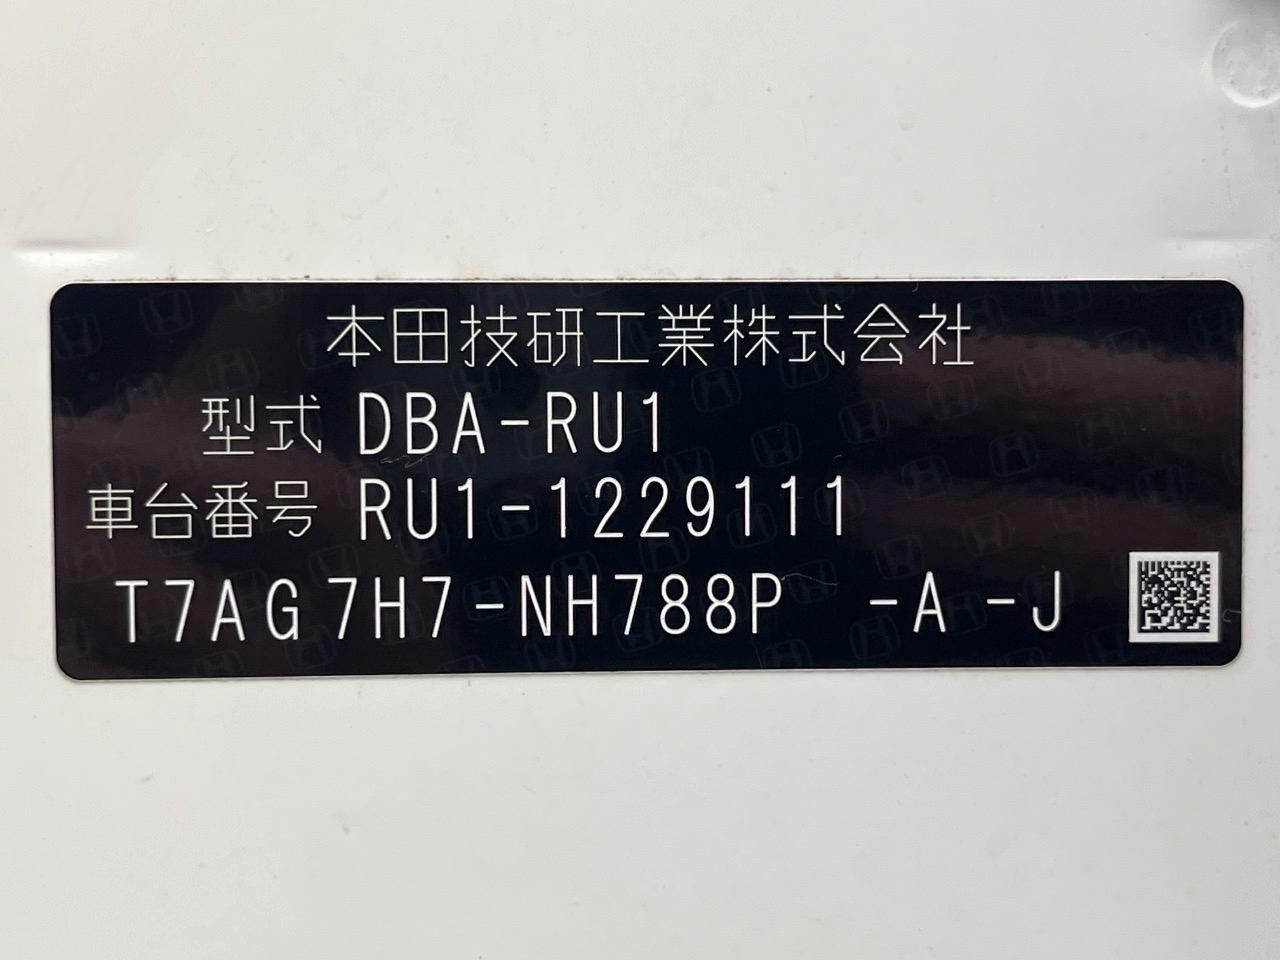 本田技研工業株式会社
型式 DBA-RU1
車台番号 RU1-1229111
T7AG7H7-NH788P -A-J